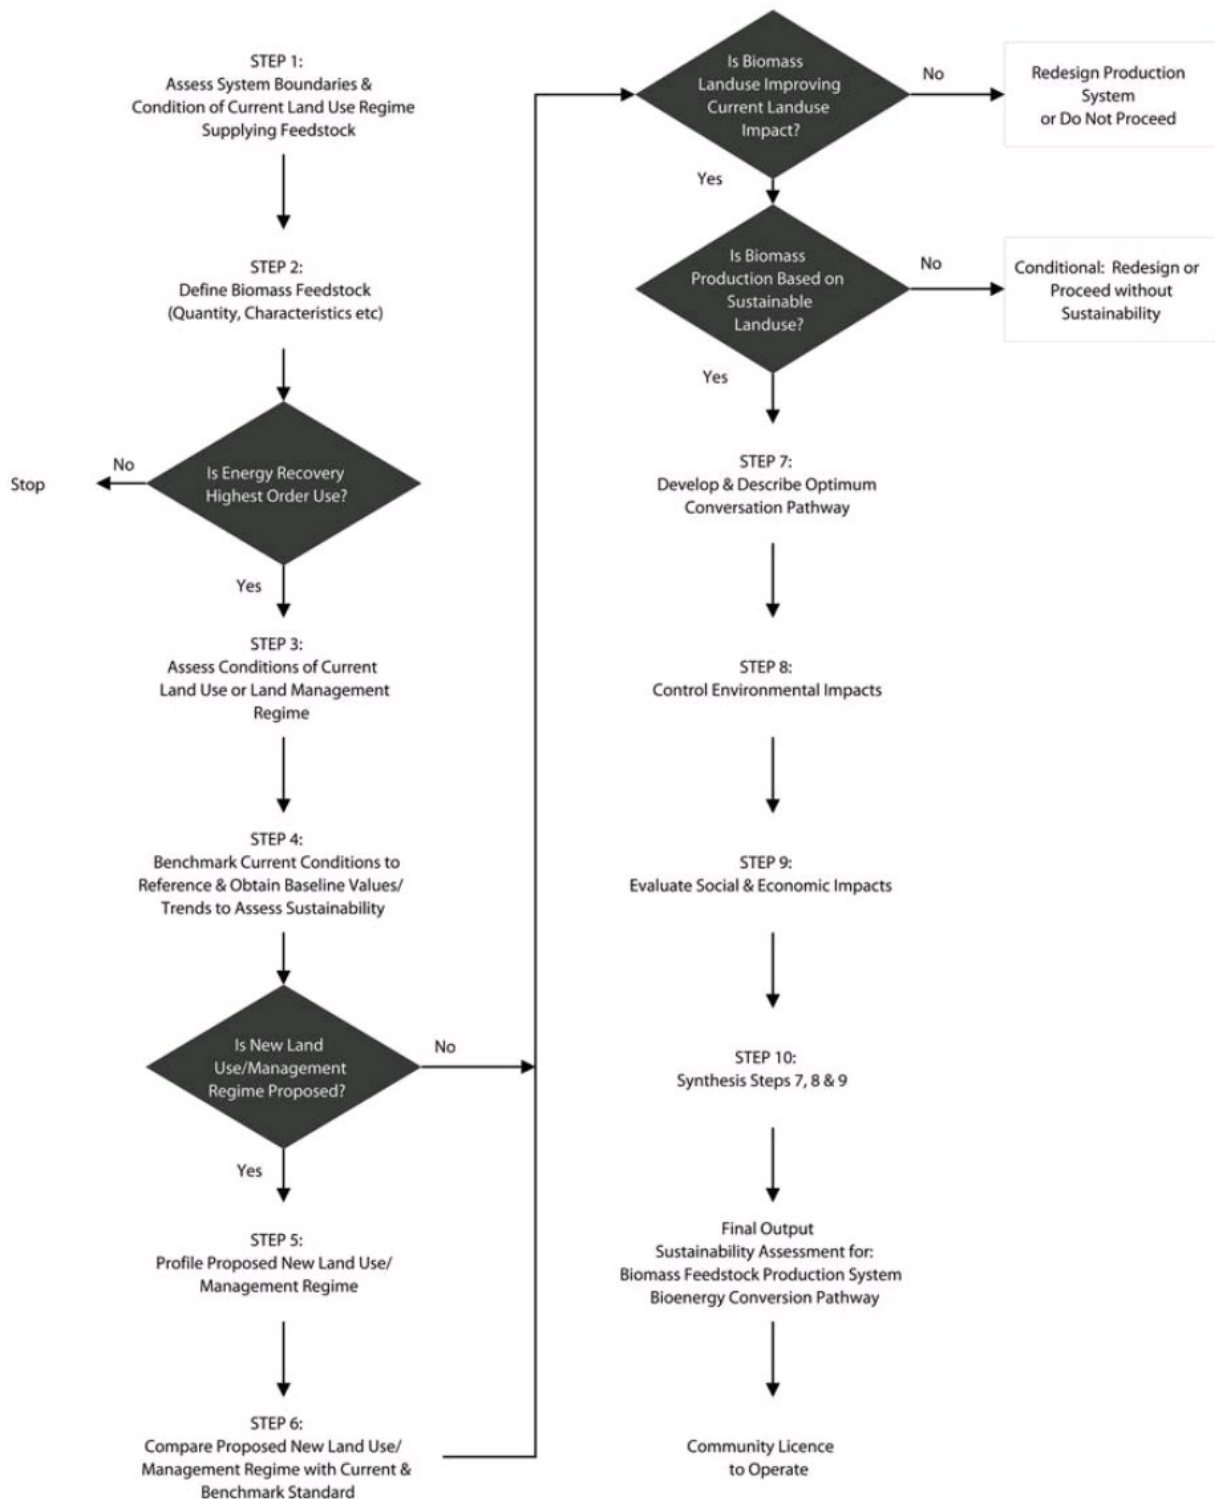 STEP 1:
Assess System Boundaries &
Condition of Current Land Use Regime
Supplying Feedstock
STEP 2:
Define Biomass Feedstock
(Quantity, Characteristics etc)
Is Energy Recovery
Highest Order Use?
No
Stop
Yes
STEP 3:
Assess Conditions of Current
Land Use or Land Management
Regime
STEP 4:
Benchmark Current Conditions to
Reference & Obtain Baseline Values/
Trends to Assess Sustainability
Is New Land
Use/Management
Regime Proposed?
No
Yes
STEP 5:
Profile Proposed New Land Use/
Management Regime
STEP 6:
Compare Proposed New Land Use/
Management Regime with Current &
Benchmark Standard
Is Biomass
Landuse Improving
Current Landuse
Impact?
No
Redesign Production
System
or Do Not Proceed
Yes
Is Biomass
Production Based on
Sustainable
Landuse?
No
Conditional: Redesign or
Proceed without
Sustainability
Yes
STEP 7:
Develop & Describe Optimum
Conversation Pathway
STEP 8:
Control Environmental Impacts
STEP 9:
Evaluate Social & Economic Impacts
STEP 10:
Synthesis Steps 7, 8 & 9
Final Output
Sustainability Assessment for:
Biomass Feedstock Production System
Bioenergy Conversion Pathway
Community Licence
to Operate